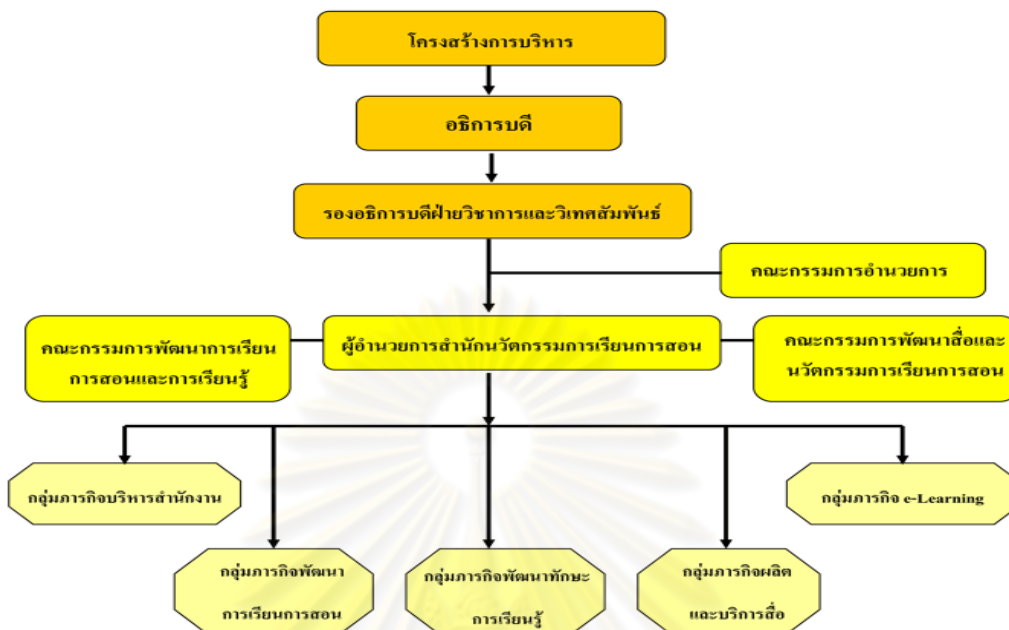 โครงสร้างการบริหาร
อธิการบดี
รองอธิการบดีฝ่ายวิชาการและวิเทศสัมพันธ์
คณะกรรมการอำนวยการ
คณะกรรมการพัฒนาการเรียน
การสอนและการเรียนรู้
ผู้อำนวยการสำนักนวัตกรรมการเรียนการสอน
คณะกรรมการพัฒนาสื่อและ
นวัตกรรมการเรียนการสอน
กลุ่มภารกิจบริหารสำนักงาน
กลุ่มภารกิจ e-Learning
กลุ่มภารกิจพัฒนา
การเรียนการสอน
กลุ่มภารกิจพัฒนาทักษะ
การเรียนรู้
กลุ่มภารกิจผลิต
และบริการสื่อ